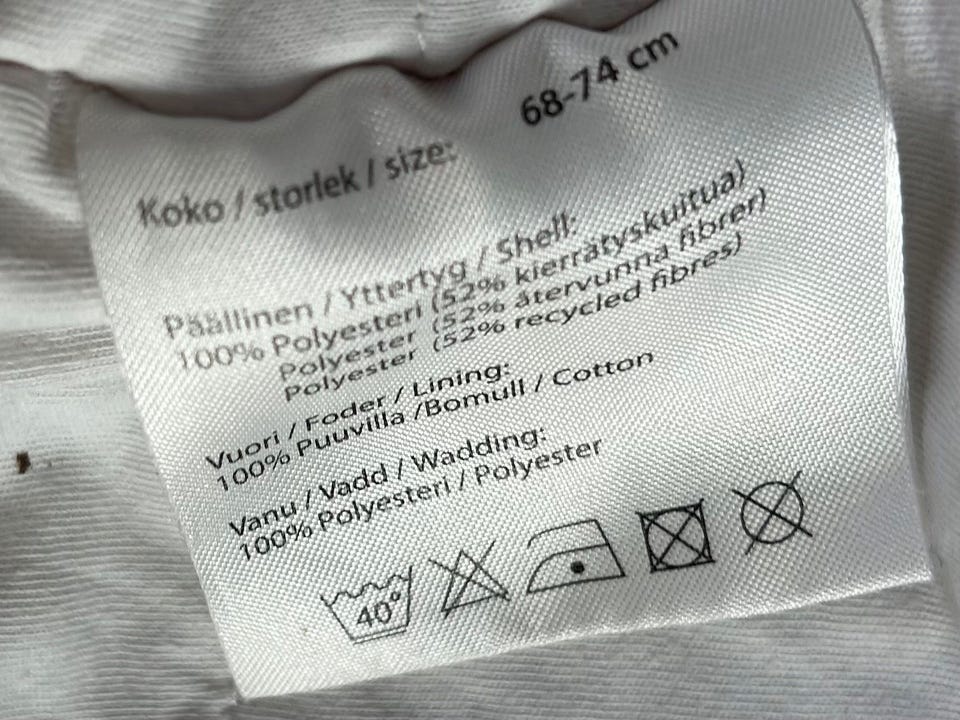 Koko / storlek / size: 68-74 cm
Päällinen / Yttertyg / Shell:
100% Polyesteri (52% kierrätyskuitua)
Polyester (52% återvunna fibrer)
Polyester (52% recycled fibres)
Vuori / Foder / Lining:
100% Puuvilla /Bomull / Cotton
Vanu / Vadd / Wadding:
100% Polyesteri / Polyester
40°